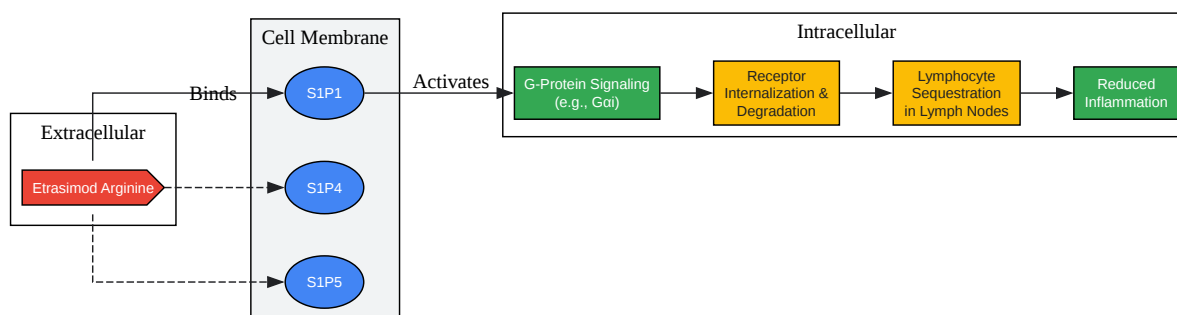 Extracellular
Etrasimod Arginine
Binds
Cell Membrane
S1P1
S1P4
S1P5
Activates
Intracellular
G-Protein Signaling
(e.g., Gαi)
Receptor
Internalization &
Degradation
Lymphocyte
Sequestration
in Lymph Nodes
Reduced
Inflammation